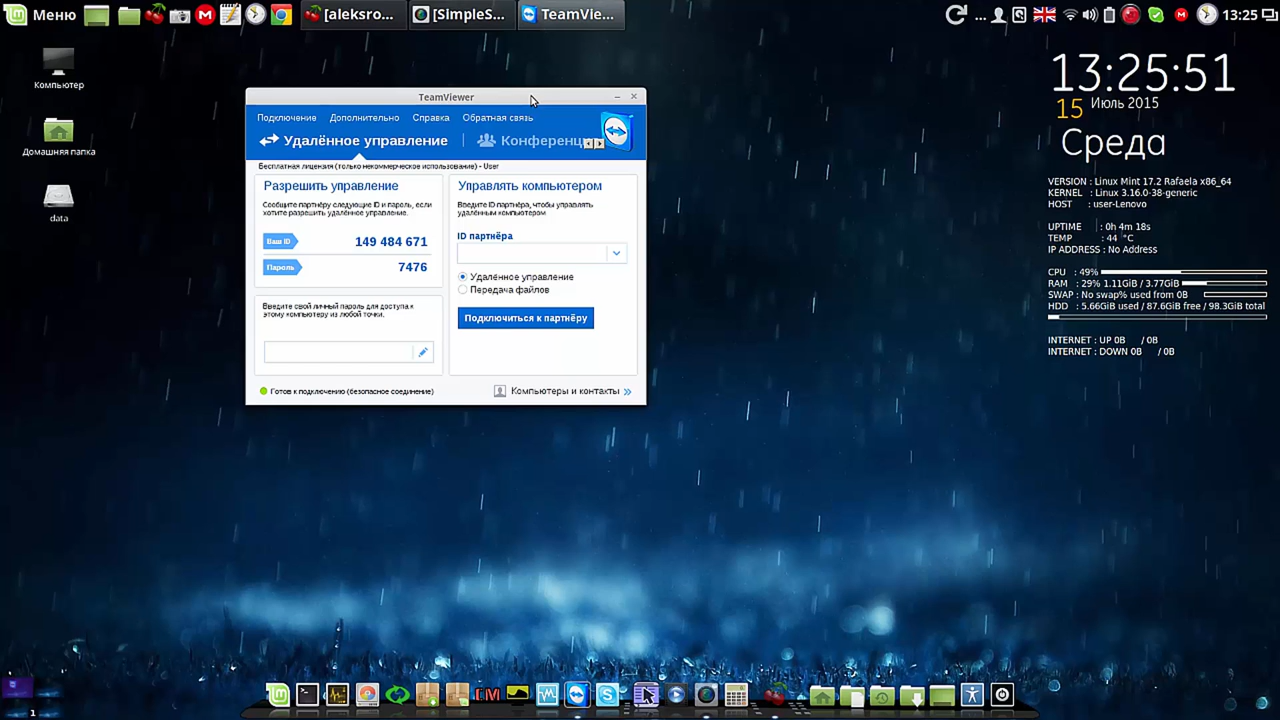 Меню
[aleksro...
[SimpleS...
TeamVie...
...
13:25
Компьютер
Домашняя папка
data
TeamViewer
Подключение Дополнительно Справка Обратная связь
Удалённое управление
Конференц
Бесплатная лицензия (только некоммерческое использование) - User
Разрешить управление
Сообщите партнёру следующие ID и пароль, если
хотите разрешить удалённое управление.
Ваш ID 149 484 671
Пароль 7476
Введите свой личный пароль для доступа к
этому компьютеру из любой точки.
Управлять компьютером
Введите ID партнёра, чтобы управлять
удалённым компьютером
ID партнёра
Удалённое управление
Передача файлов
Подключиться к партнёру
Готов к подключению (безопасное соединение)
Компьютеры и контакты
13:25:51
15 Июль 2015
Среда
VERSION : Linux Mint 17.2 Rafaela x86_64
KERNEL : Linux 3.16.0-38-generic
HOST : user-Lenovo
UPTIME : 0h 4m 18s
TEMP : 44 °C
IP ADDRESS : No Address
CPU : 49%
RAM : 29% 1.11GiB / 3.77GiB
SWAP : No swap% used from 0B
HDD : 5.66GiB used / 87.6GiB free / 98.3GiB total
INTERNET : UP 0B / 0B
INTERNET : DOWN 0B / 0B
1